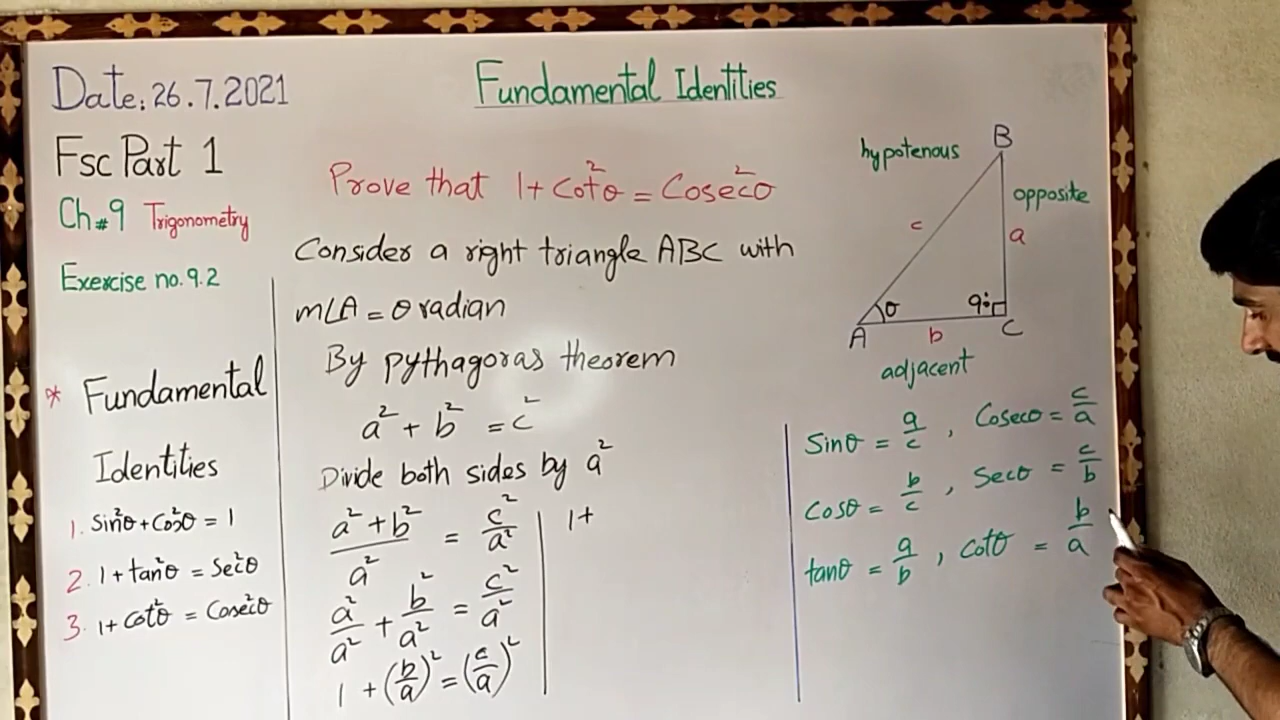 Date: 26.7.2021
Fundamental Identities
Fsc Part 1
Ch#9 Trigonometry
Exercise no. 9.2
* Fundamental
Identities
1. Sin²θ + Cos²θ = 1
2. 1 + tan²θ = Sec²θ
3. 1 + Cot²θ = Cosec²θ
Prove that 1 + Cot²θ = Cosec²θ
Consider a right triangle ABC with
m∠A = θ radian
By pythagoras theorem
a² + b² = c²
Divide both sides by a²
(a² + b²)/a² = c²/a²
a²/a² + b²/a² = c²/a²
1 + (b/a)² = (c/a)²
1 +
B
hypotenous
opposite
c
a
θ
90°
A
b
C
adjacent
Sinθ = a/c , Cosecθ = c/a
Cosθ = b/c , Secθ = c/b
tanθ = a/b , Cotθ = b/a